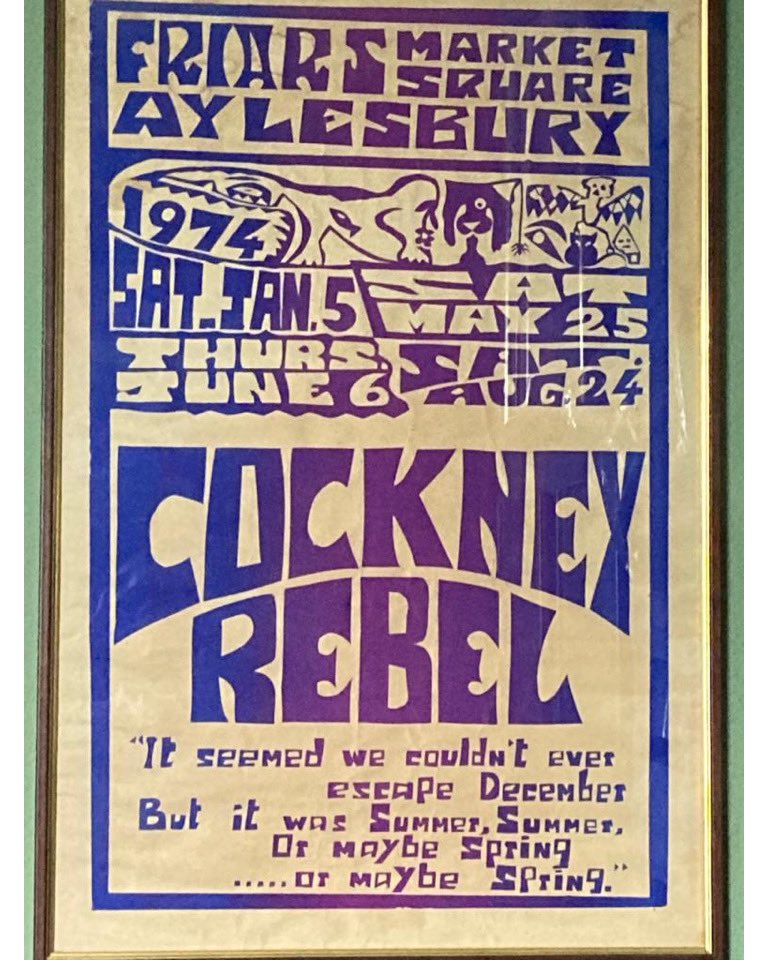 FRIARS MARKET SQUARE
AYLESBURY
1974
SAT. JAN. 5 SAT MAY 25
THURS. JUNE 6 SAT. AUG. 24
COCKNEY
REBEL
"It seemed we couldn't ever
escape December
But it was Summer, Summer,
Or maybe Spring
.....or maybe Spring."